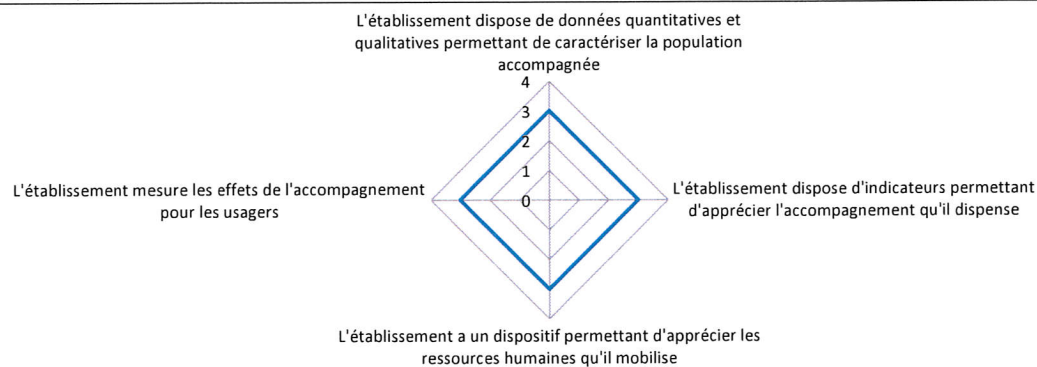 L'établissement dispose de données quantitatives et
qualitatives permettant de caractériser la population
accompagnée
4
3
2
1
0
L'établissement mesure les effets de l'accompagnement
pour les usagers
L'établissement dispose d'indicateurs permettant
d'apprécier l'accompagnement qu'il dispense
L'établissement a un dispositif permettant d'apprécier les
ressources humaines qu'il mobilise